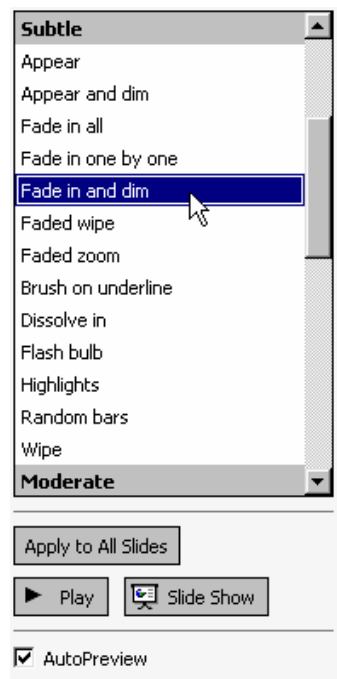 Subtle
Appear
Appear and dim
Fade in all
Fade in one by one
Fade in and dim
Faded wipe
Faded zoom
Brush on underline
Dissolve in
Flash bulb
Highlights
Random bars
Wipe
Moderate
Apply to All Slides
Play Slide Show
AutoPreview